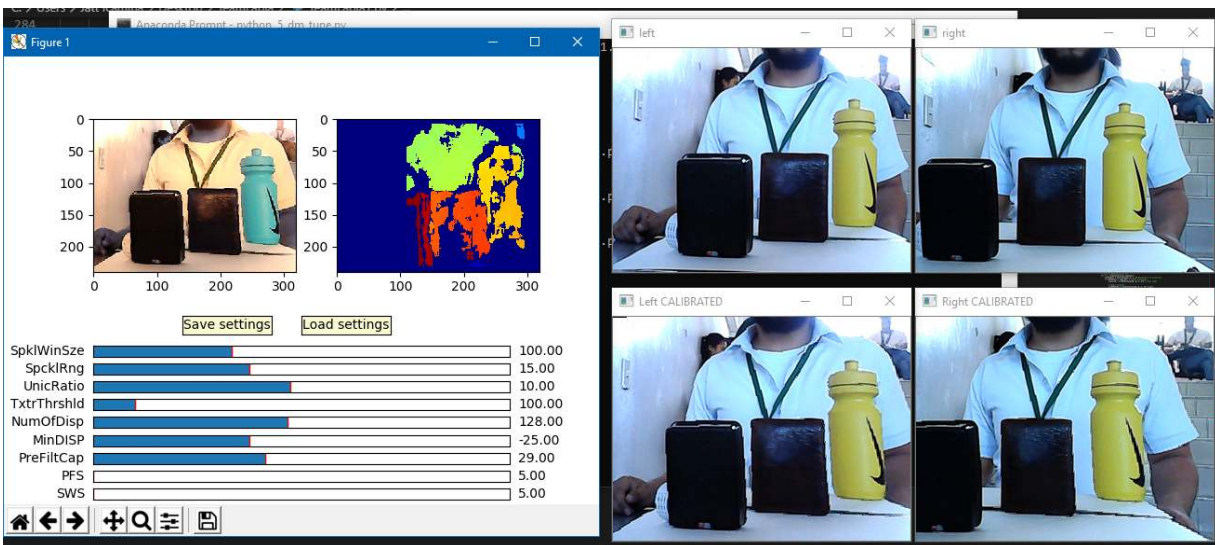 284
Anaconda Prompt - python 5_dm_tune.py
Figure 1
0
50
100
150
200
0 100 200 300
0
50
100
150
200
0 100 200 300
Save settings Load settings
SpklWinSze 100.00
SpcklRng 15.00
UnicRatio 10.00
TxtrThrshld 100.00
NumOfDisp 128.00
MinDISP -25.00
PreFiltCap 29.00
PFS 5.00
SWS 5.00
left
right
Left CALIBRATED
Right CALIBRATED